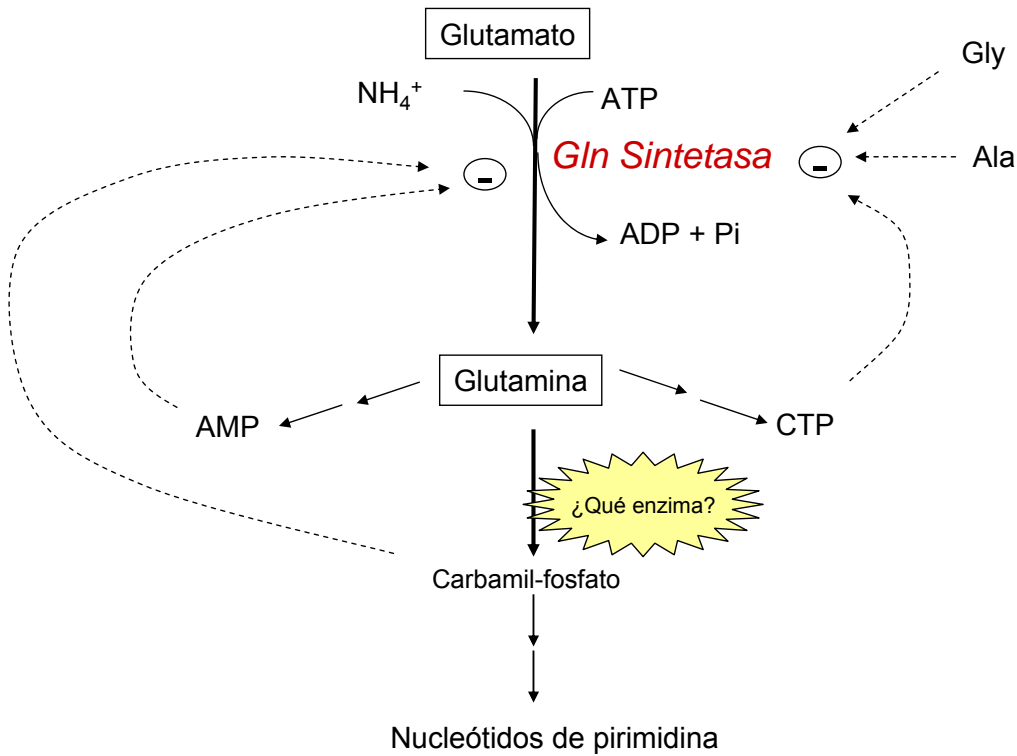 Glutamato
Gly
NH₄⁺
ATP
Gln Sintetasa
-
-
Ala
ADP + Pi
Glutamina
AMP
CTP
¿Qué enzima?
Carbamil-fosfato
Nucleótidos de pirimidina